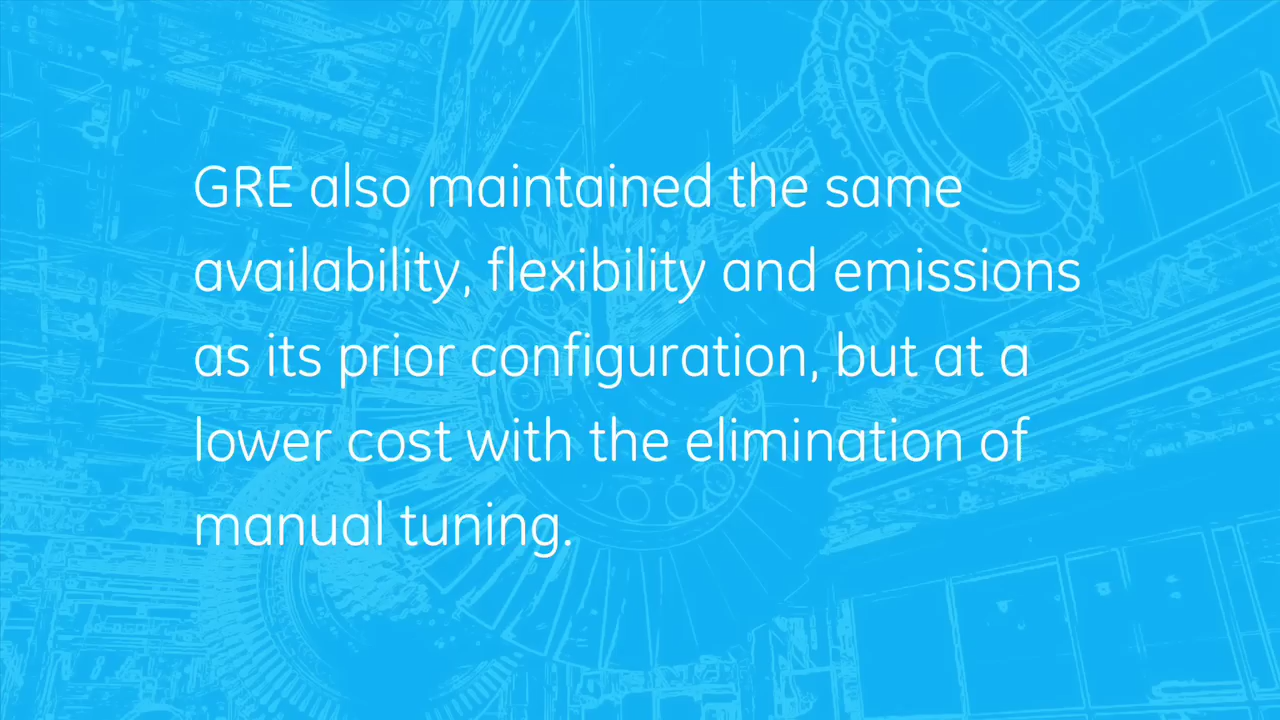 GRE also maintained the same
availability, flexibility and emissions
as its prior configuration, but at a
lower cost with the elimination of
manual tuning.